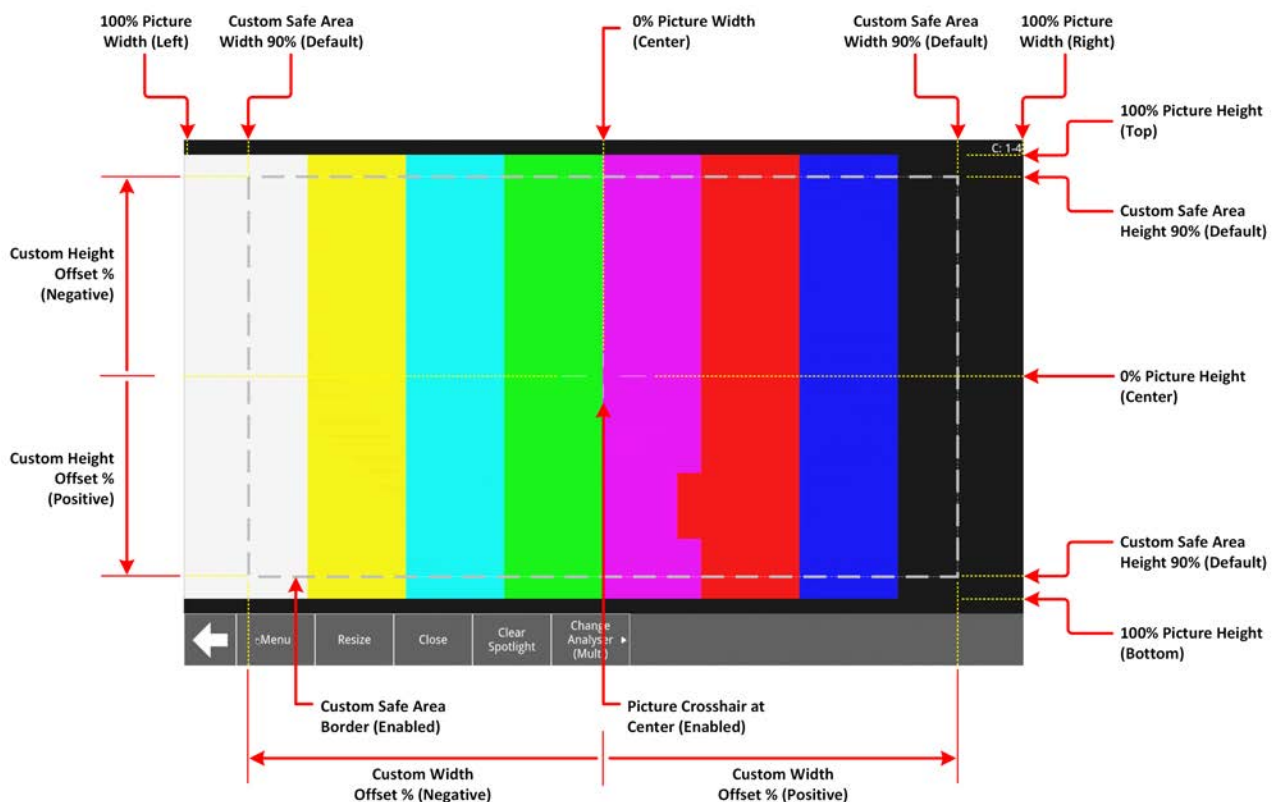 100% Picture
Width (Left)
Custom Safe Area
Width 90% (Default)
0% Picture Width
(Center)
Custom Safe Area
Width 90% (Default)
100% Picture
Width (Right)
100% Picture Height
(Top)
C: 1-4
Custom Safe Area
Height 90% (Default)
Custom Height
Offset %
(Negative)
0% Picture Height
(Center)
Custom Height
Offset %
(Positive)
Custom Safe Area
Height 90% (Default)
100% Picture Height
(Bottom)
Menu
Resize
Close
Clear
Spotlight
Change
Analyser
(Multi)
Custom Safe Area
Border (Enabled)
Picture Crosshair at
Center (Enabled)
Custom Width
Offset % (Negative)
Custom Width
Offset % (Positive)